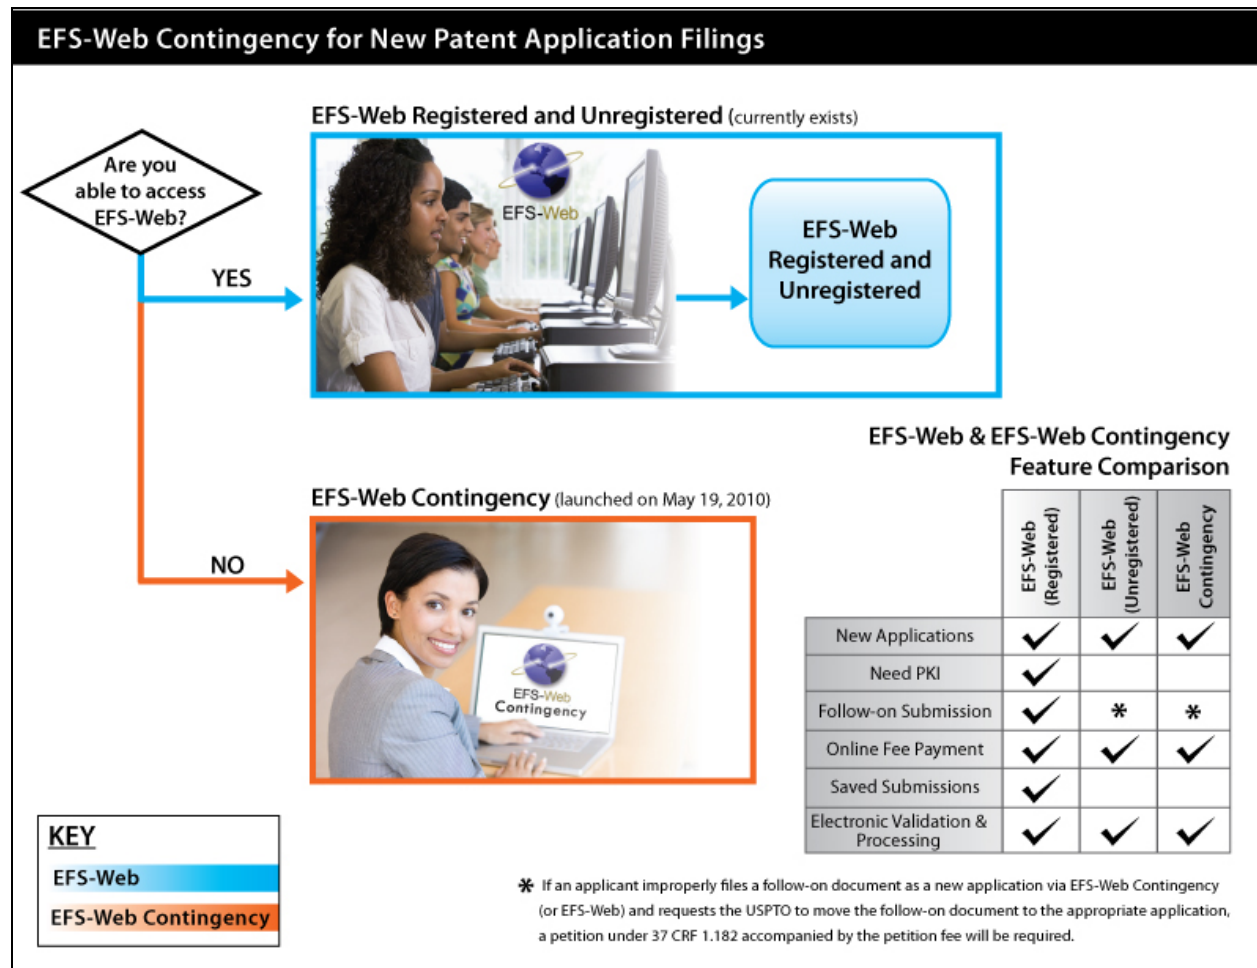 EFS-Web Contingency for New Patent Application Filings
Are you
able to access
EFS-Web?
YES
NO
EFS-Web Registered and Unregistered (currently exists)
EFS-Web
EFS-Web
Registered and
Unregistered
EFS-Web Contingency (launched on May 19, 2010)
EFS-Web
Contingency
EFS-Web & EFS-Web Contingency
Feature Comparison
EFS-Web
(Registered)
EFS-Web
(Unregistered)
EFS-Web
Contingency
New Applications ✓ ✓ ✓
Need PKI ✓
Follow-on Submission ✓ * *
Online Fee Payment ✓ ✓ ✓
Saved Submissions ✓
Electronic Validation &
Processing ✓ ✓ ✓
KEY
EFS-Web
EFS-Web Contingency
* If an applicant improperly files a follow-on document as a new application via EFS-Web Contingency
(or EFS-Web) and requests the USPTO to move the follow-on document to the appropriate application,
a petition under 37 CRF 1.182 accompanied by the petition fee will be required.